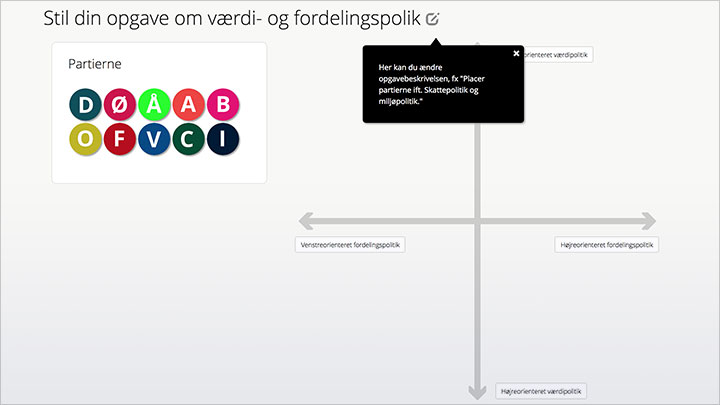 Stil din opgave om værdi- og fordelingspolik
Partierne
D Ø Å A B
O F V C I
Her kan du ændre
opgavebeskrivelsen, fx "Placer
partierne ift. Skattepolitik og
miljøpolitik."
orienteret værdipolitik
Venstreorienteret fordelingspolitik
Højreorienteret fordelingspolitik
Højreorienteret værdipolitik